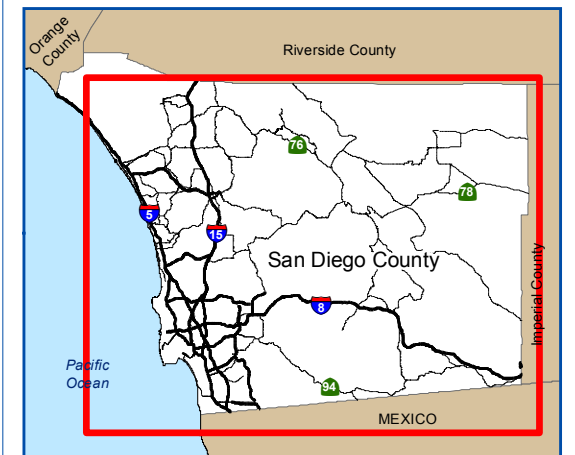 Orange
County
Riverside County
76
78
5
15
San Diego County
Imperial County
8
Pacific
Ocean
94
MEXICO